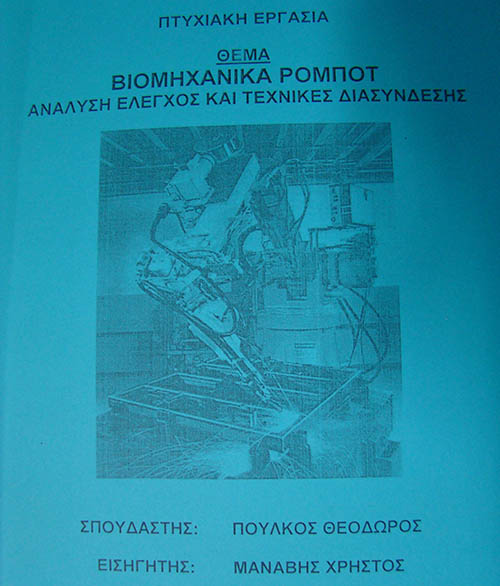 ΠΤΥΧΙΑΚΗ ΕΡΓΑΣΙΑ
ΘΕΜΑ
ΒΙΟΜΗΧΑΝΙΚΑ ΡΟΜΠΟΤ
ΑΝΑΛΥΣΗ ΕΛΕΓΧΟΣ ΚΑΙ ΤΕΧΝΙΚΕΣ ΔΙΑΣΥΝΔΕΣΗΣ
ΣΠΟΥΔΑΣΤΗΣ: ΠΟΥΛΚΟΣ ΘΕΟΔΩΡΟΣ
ΕΙΣΗΓΗΤΗΣ: ΜΑΝΑΒΗΣ ΧΡΗΣΤΟΣ